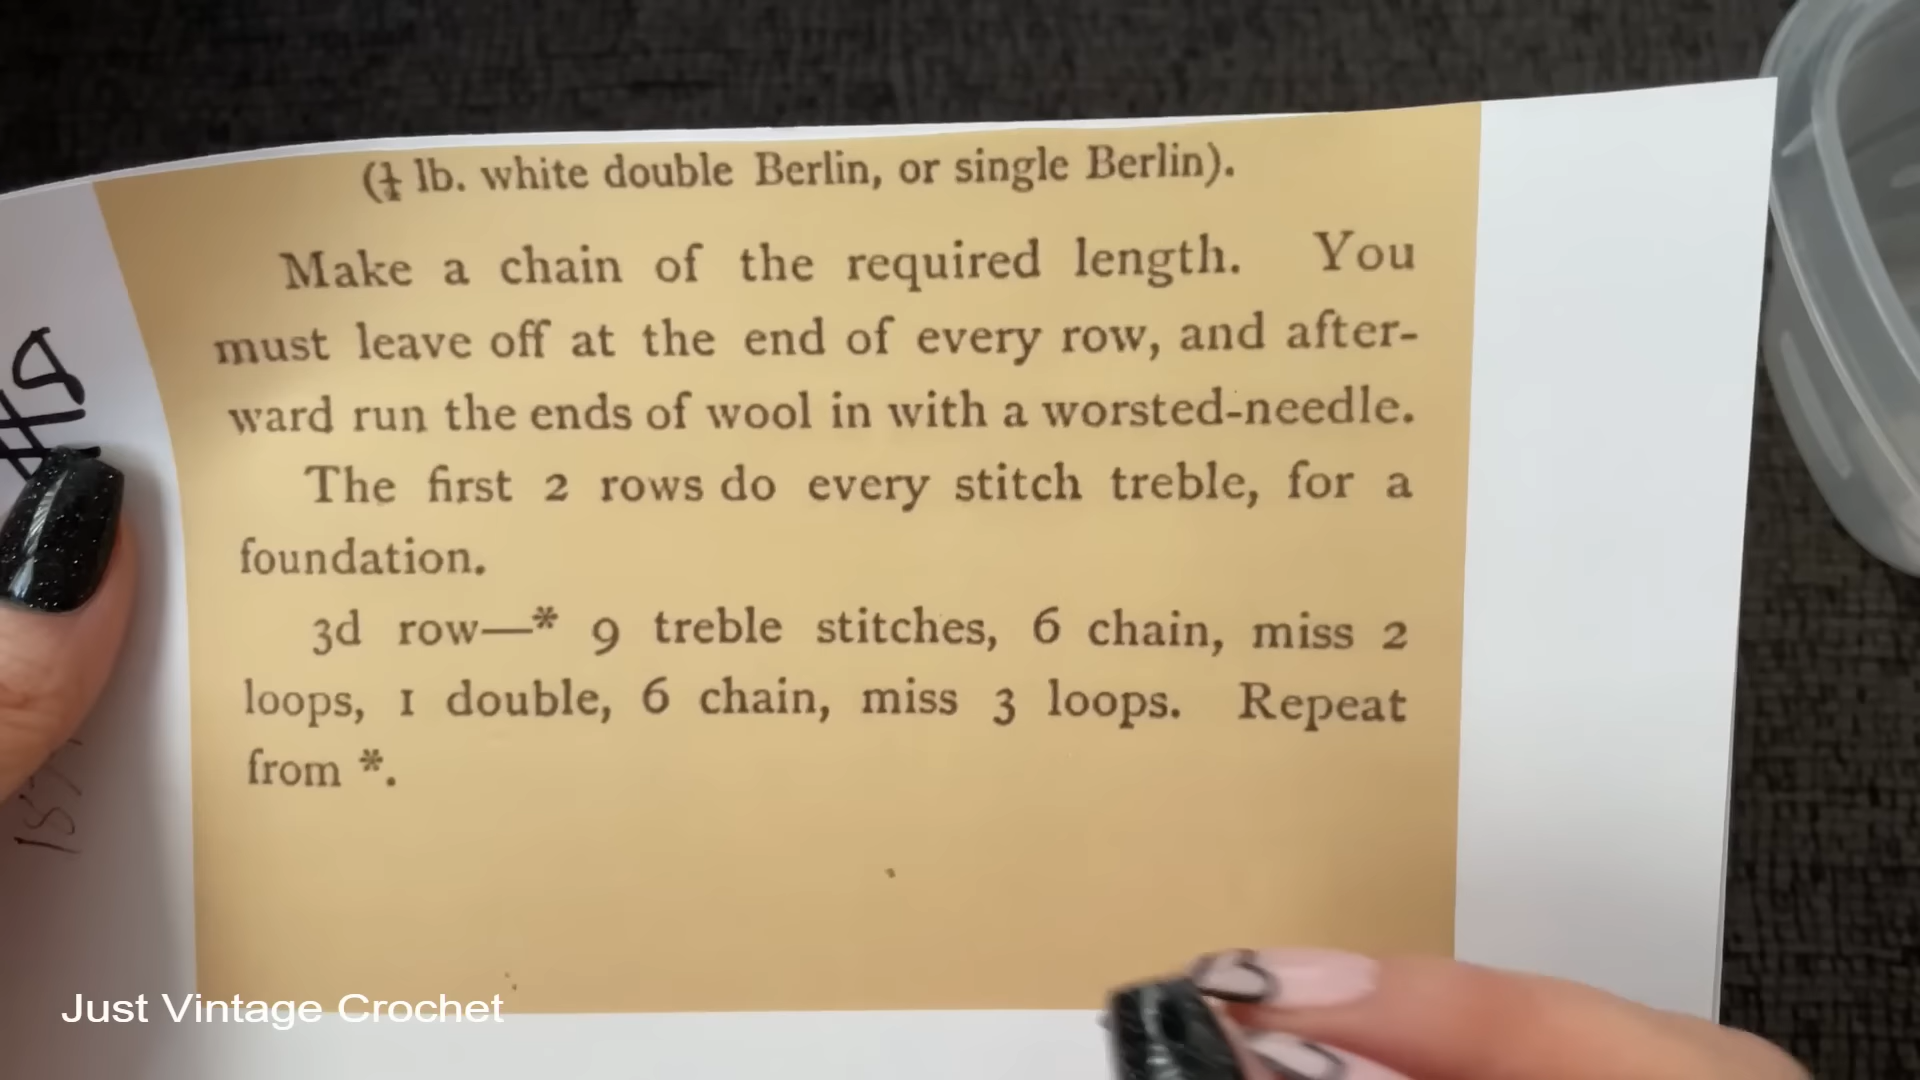 lb. white double Berlin, or single Berlin).
Make a chain of the required length. You
must leave off at the end of every row, and after-
ward run the ends of wool in with a worsted-needle.
The first 2 rows do every stitch treble, for a
foundation.
3d row—* 9 treble stitches, 6 chain, miss 2
loops, 1 double, 6 chain, miss 3 loops. Repeat
from *.
Just Vintage Crochet